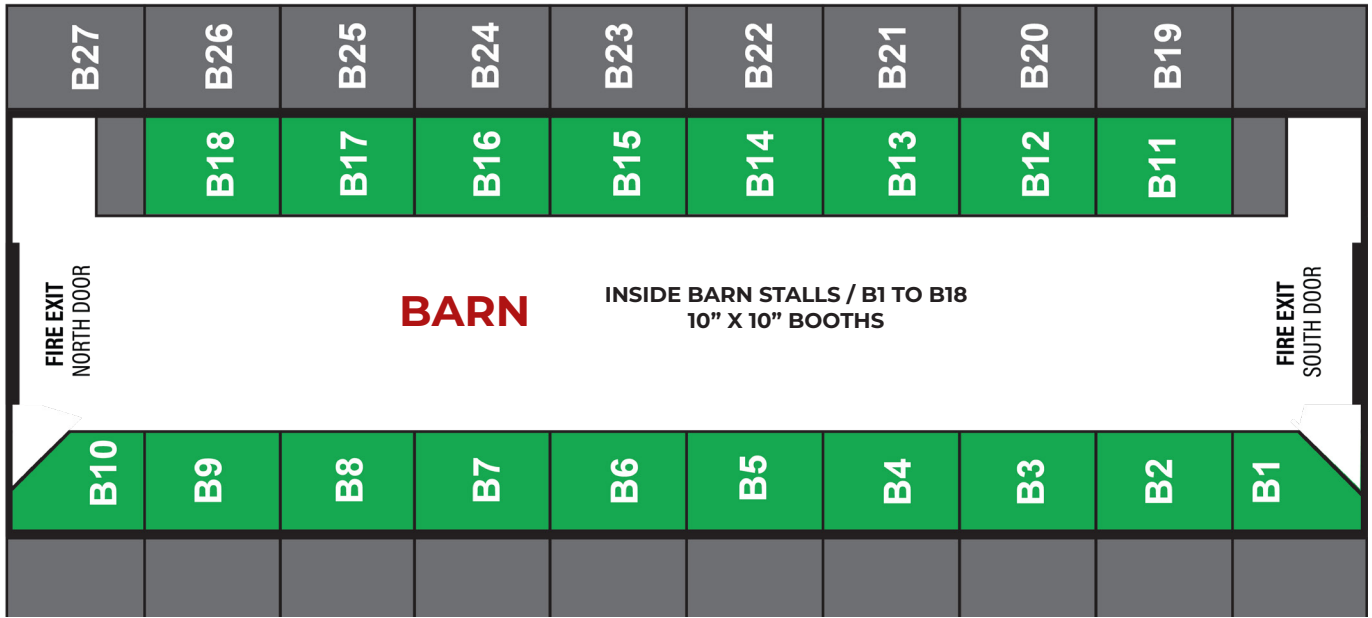 B27
B26
B25
B24
B23
B22
B21
B20
B19
B18
B17
B16
B15
B14
B13
B12
B11
FIRE EXIT
NORTH DOOR
BARN
INSIDE BARN STALLS / B1 TO B18
10” X 10” BOOTHS
FIRE EXIT
SOUTH DOOR
B10
B9
B8
B7
B6
B5
B4
B3
B2
B1